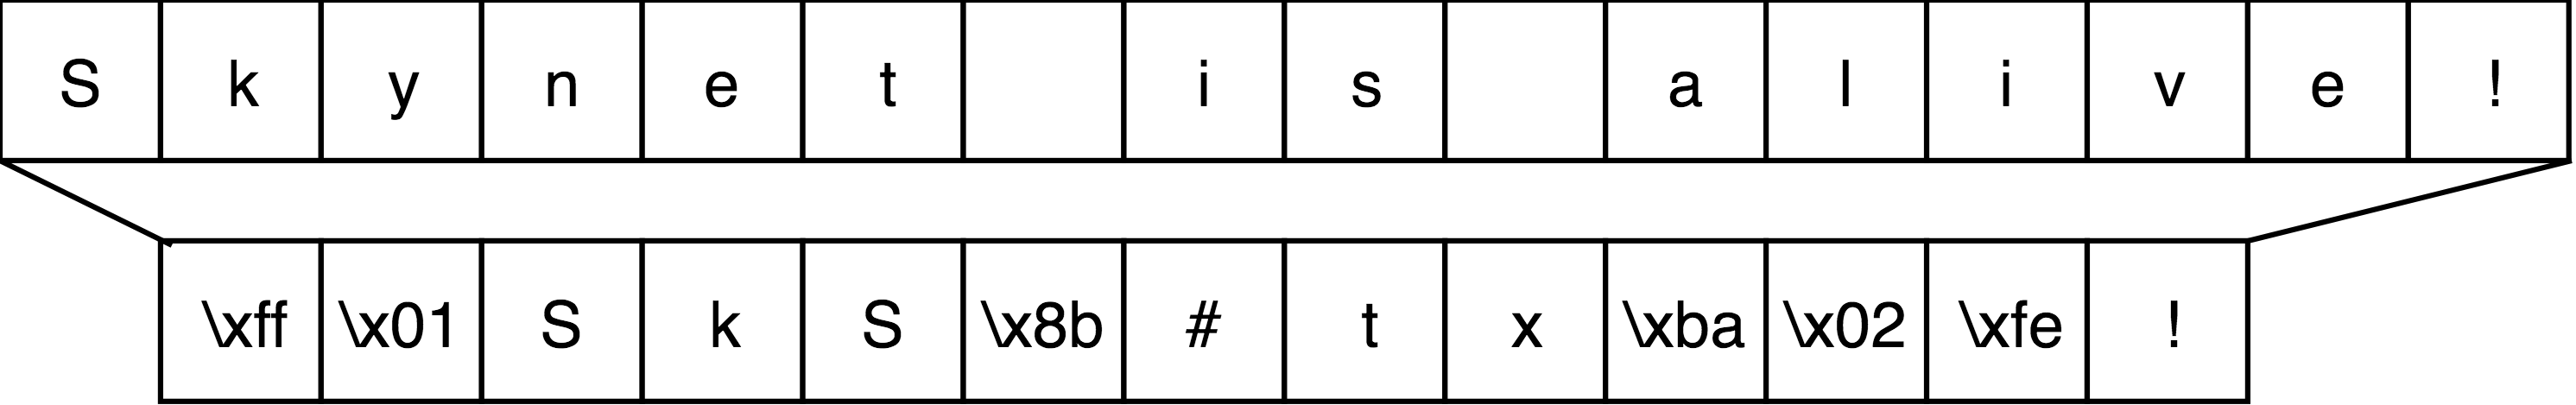 S k y n e t i s a l i v e !
\xff \x01 S k S \x8b # t x \xba \x02 \xfe !